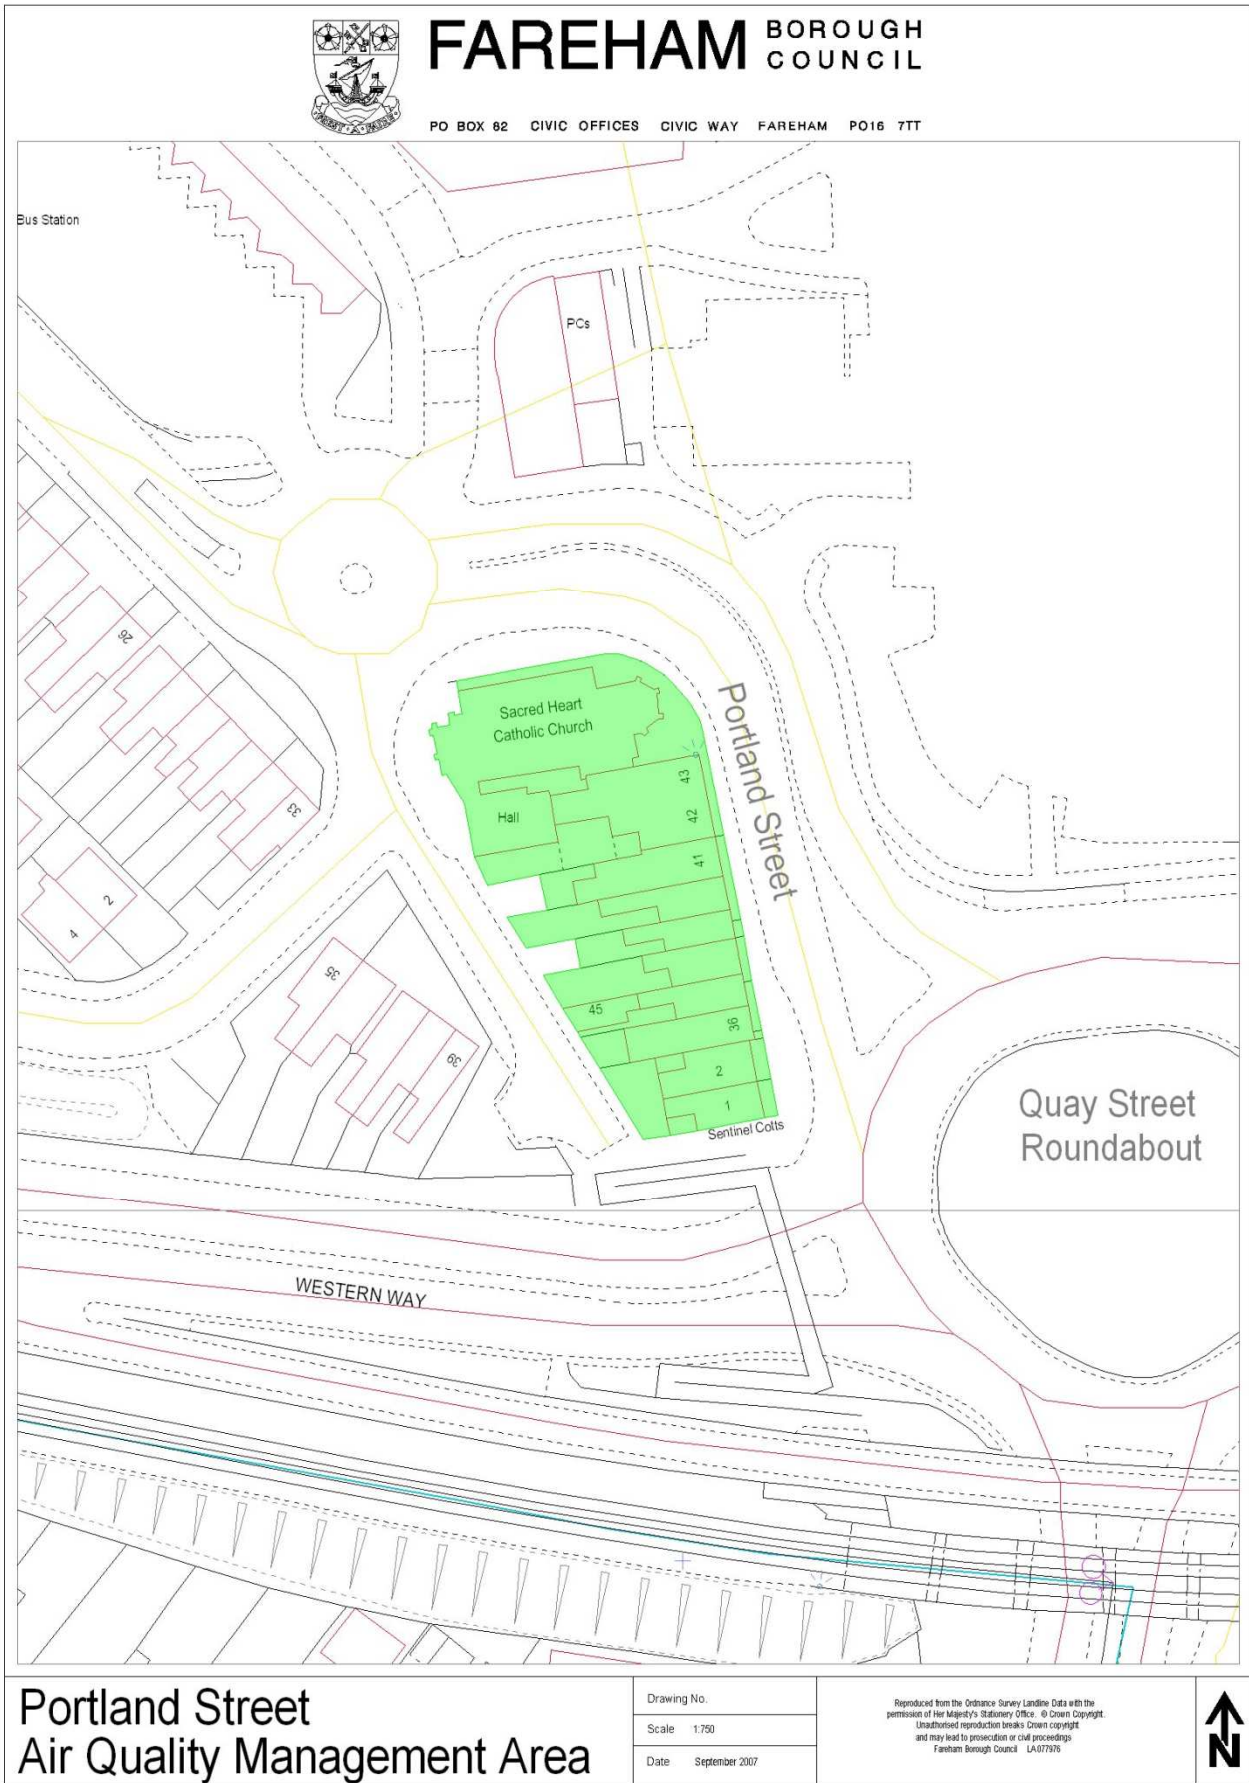 FAREHAM BOROUGH
COUNCIL
PO BOX 62 CIVIC OFFICES CIVIC WAY FAREHAM PO16 7TT
Bus Station
PCs
26
33
2
4
Sacred Heart
Catholic Church
Hall
43
42
41
Portland Street
35
39
45
36
2
1
Sentinel Cotts
Quay Street
Roundabout
WESTERN WAY
Portland Street
Air Quality Management Area
Drawing No.
Scale 1:750
Date September 2007
Reproduced from the Ordnance Survey Landline Data with the
permission of Her Majesty's Stationery Office. © Crown Copyright.
Unauthorised reproduction breaks Crown copyright
and may lead to prosecution or civil proceedings
Fareham Borough Council LA077976
N